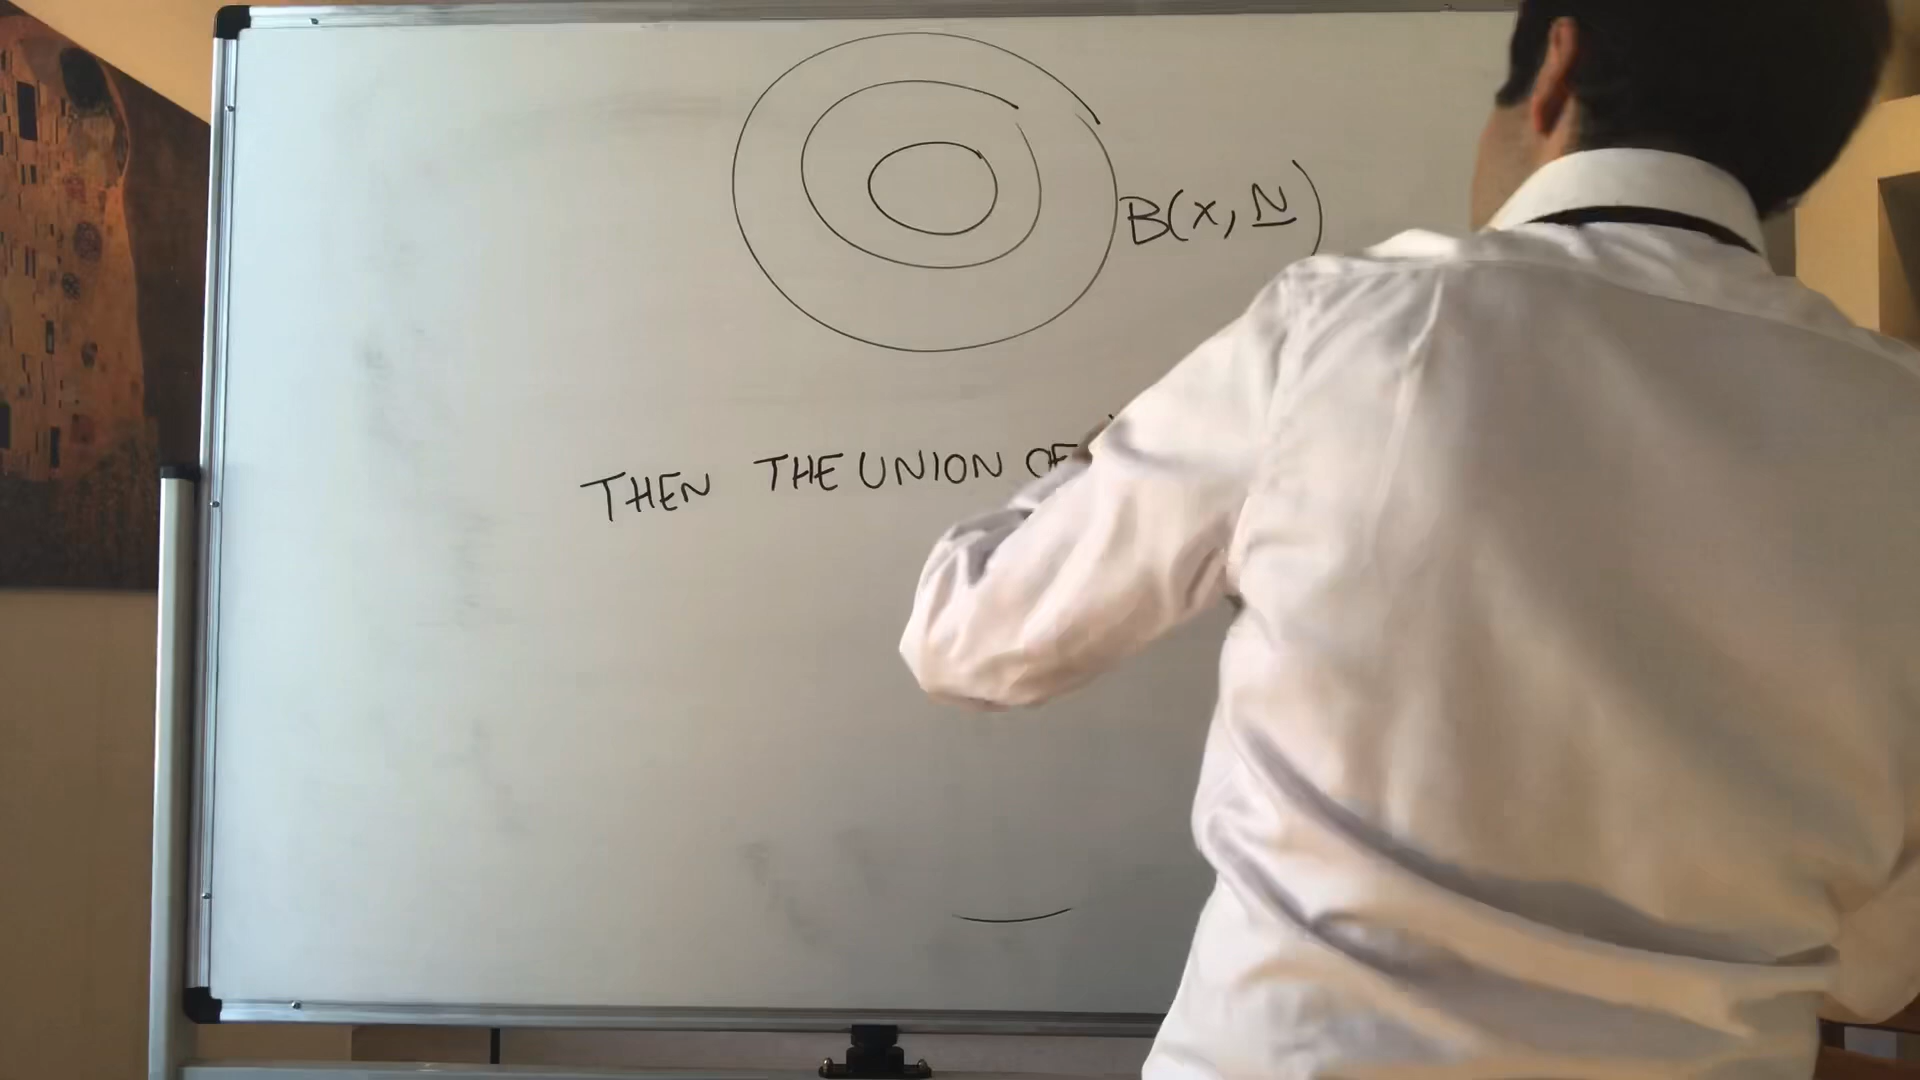 B(x, N)
THEN THE UNION OF